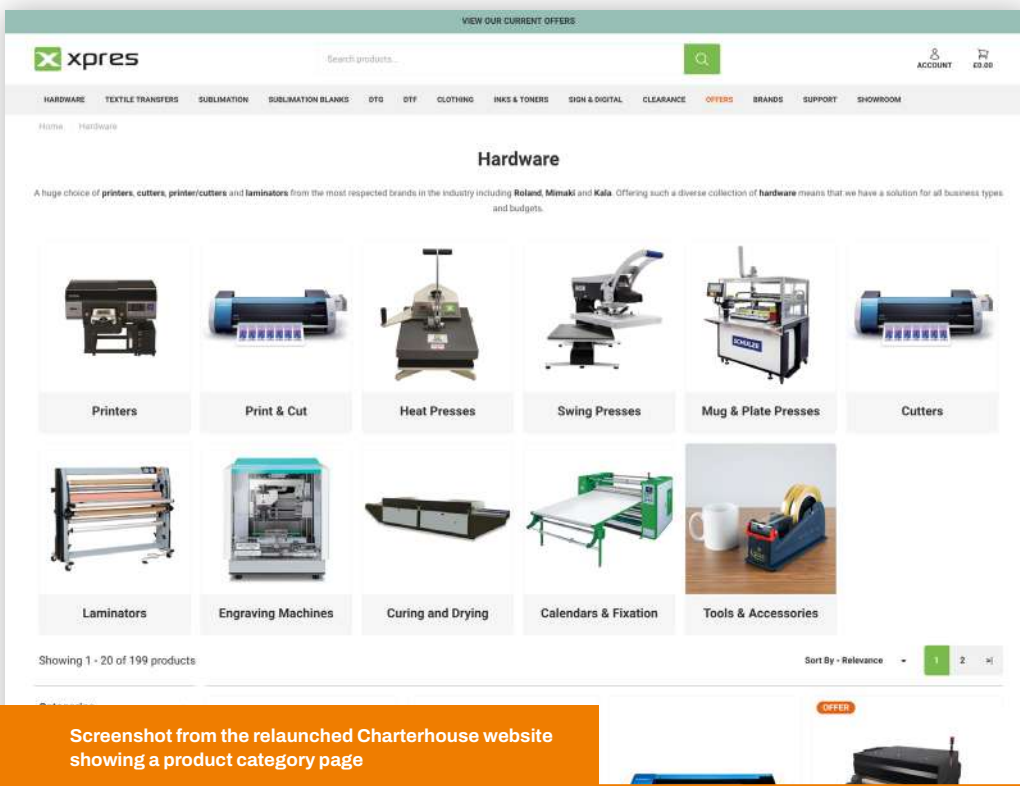 VIEW OUR CURRENT OFFERS
xpres
Search products...
ACCOUNT
£0.00
HARDWARE TEXTILE TRANSFERS SUBLIMATION SUBLIMATION BLANKS DTG DTF CLOTHING INKS & TONERS SIGN & DIGITAL CLEARANCE OFFERS BRANDS SUPPORT SHOWROOM
Home Hardware
Hardware
A huge choice of printers, cutters, printer/cutters and laminators from the most respected brands in the industry including Roland, Mimaki and Kala. Offering such a diverse collection of hardware means that we have a solution for all business types
and budgets.
SCHULZE
Printers Print & Cut Heat Presses Swing Presses Mug & Plate Presses Cutters
Laminators Engraving Machines Curing and Drying Calendars & Fixation Tools & Accessories
Showing 1 - 20 of 199 products
Sort By - Relevance 1 2
OFFER
Screenshot from the relaunched Charterhouse website
showing a product category page